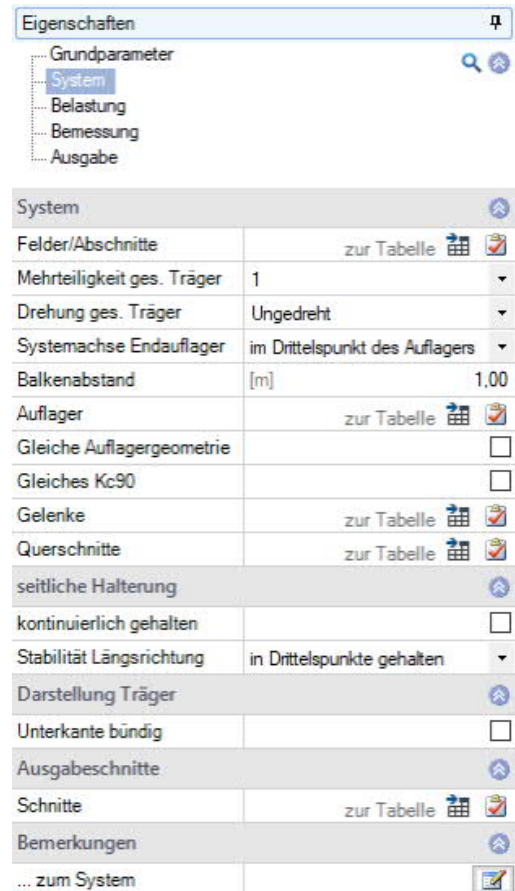 Eigenschaften
Grundparameter
System
Belastung
Bemessung
Ausgabe
System
Felder/Abschnitte zur Tabelle
Mehrteiligkeit ges. Träger 1
Drehung ges. Träger Ungedreht
Systemachse Endauflager im Drittelspunkt des Auflagers
Balkenabstand [m] 1,00
Auflager zur Tabelle
Gleiche Auflagergeometrie
Gleiches Kc90
Gelenke zur Tabelle
Querschnitte zur Tabelle
seitliche Halterung
kontinuierlich gehalten
Stabilität Längsrichtung in Drittelspunkte gehalten
Darstellung Träger
Unterkante bündig
Ausgabeschnitte
Schnitte zur Tabelle
Bemerkungen
... zum System